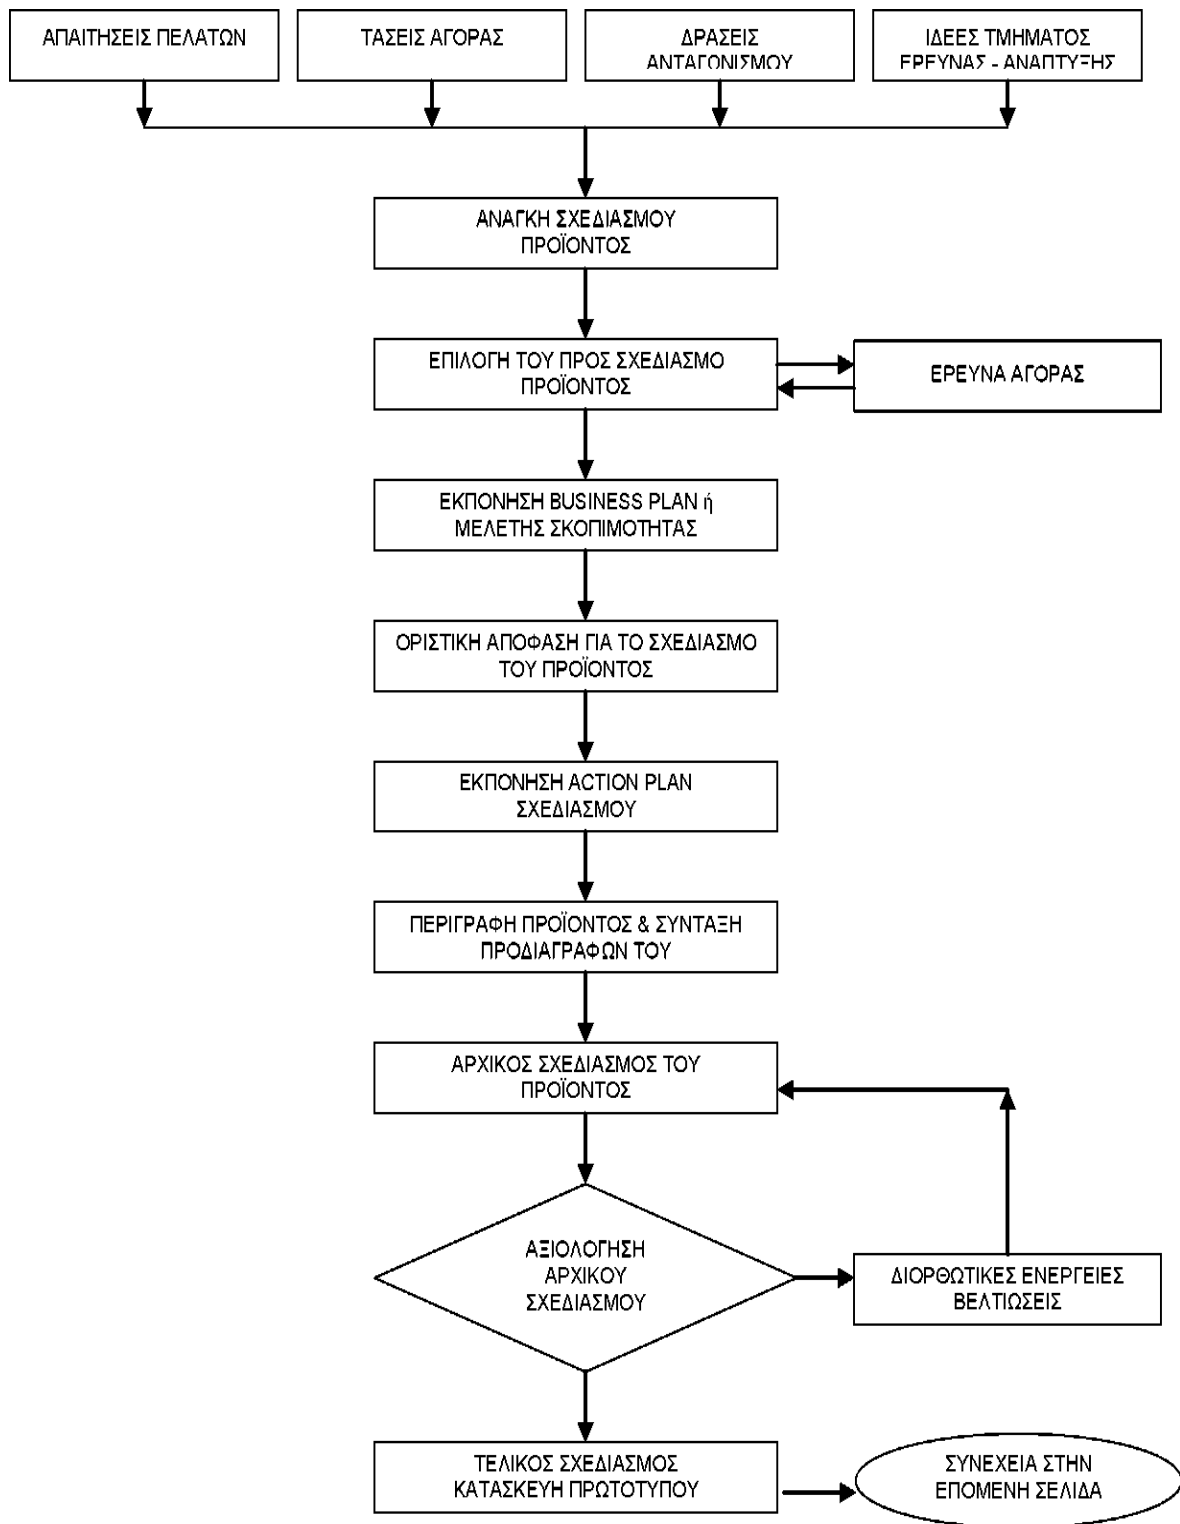 ΑΠΑΙΤΗΣΕΙΣ ΠΕΛΑΤΩΝ
ΤΑΣΕΙΣ ΑΓΟΡΑΣ
ΔΡΑΣΕΙΣ
ΑΝΤΑΓΩΝΙΣΜΟΥ
ΙΔΕΕΣ ΤΜΗΜΑΤΟΣ
ΕΡΕΥΝΑΣ - ΑΝΑΠΤΥΞΗΣ
ΑΝΑΓΚΗ ΣΧΕΔΙΑΣΜΟΥ
ΠΡΟΪΟΝΤΟΣ
ΕΠΙΛΟΓΗ ΤΟΥ ΠΡΟΣ ΣΧΕΔΙΑΣΜΟ
ΠΡΟΪΟΝΤΟΣ
ΕΡΕΥΝΑ ΑΓΟΡΑΣ
ΕΚΠΟΝΗΣΗ BUSINESS PLAN ή
ΜΕΛΕΤΗΣ ΣΚΟΠΙΜΟΤΗΤΑΣ
ΟΡΙΣΤΙΚΗ ΑΠΟΦΑΣΗ ΓΙΑ ΤΟ ΣΧΕΔΙΑΣΜΟ
ΤΟΥ ΠΡΟΪΟΝΤΟΣ
ΕΚΠΟΝΗΣΗ ACTION PLAN
ΣΧΕΔΙΑΣΜΟΥ
ΠΕΡΙΓΡΑΦΗ ΠΡΟΪΟΝΤΟΣ & ΣΥΝΤΑΞΗ
ΠΡΟΔΙΑΓΡΑΦΩΝ ΤΟΥ
ΑΡΧΙΚΟΣ ΣΧΕΔΙΑΣΜΟΣ ΤΟΥ
ΠΡΟΪΟΝΤΟΣ
ΑΞΙΟΛΟΓΗΣΗ
ΑΡΧΙΚΟΥ
ΣΧΕΔΙΑΣΜΟΥ
ΔΙΟΡΘΩΤΙΚΕΣ ΕΝΕΡΓΕΙΕΣ
ΒΕΛΤΙΩΣΕΙΣ
ΤΕΛΙΚΟΣ ΣΧΕΔΙΑΣΜΟΣ
ΚΑΤΑΣΚΕΥΗ ΠΡΩΤΟΤΥΠΟΥ
ΣΥΝΕΧΕΙΑ ΣΤΗΝ
ΕΠΟΜΕΝΗ ΣΕΛΙΔΑ